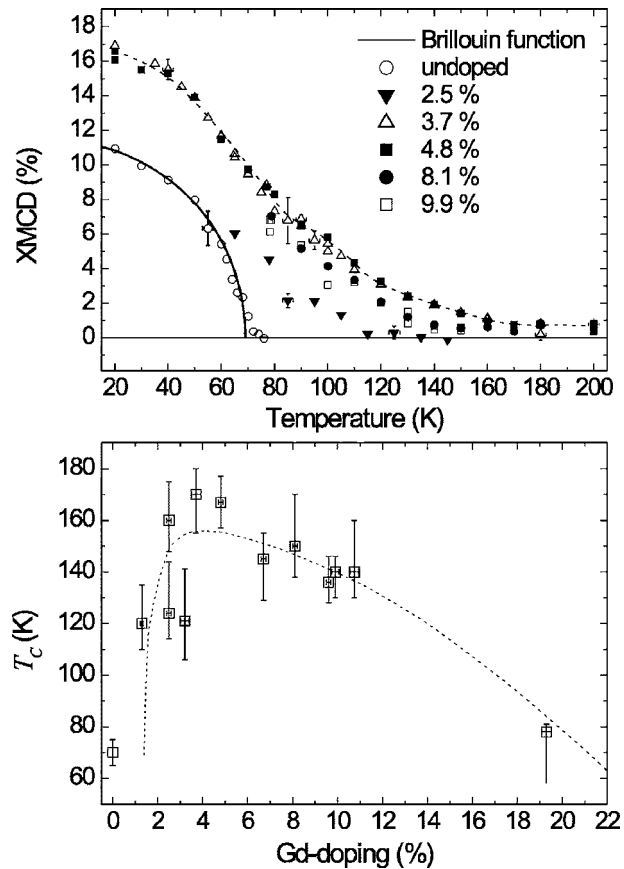 18
16
14
12
10
8
6
4
2
0
XMCD (%)
Brillouin function
undoped
2.5 %
3.7 %
4.8 %
8.1 %
9.9 %
20 40 60 80 100 120 140 160 180 200
Temperature (K)
180
160
140
120
100
80
60
T_C (K)
0 2 4 6 8 10 12 14 16 18 20 22
Gd-doping (%)